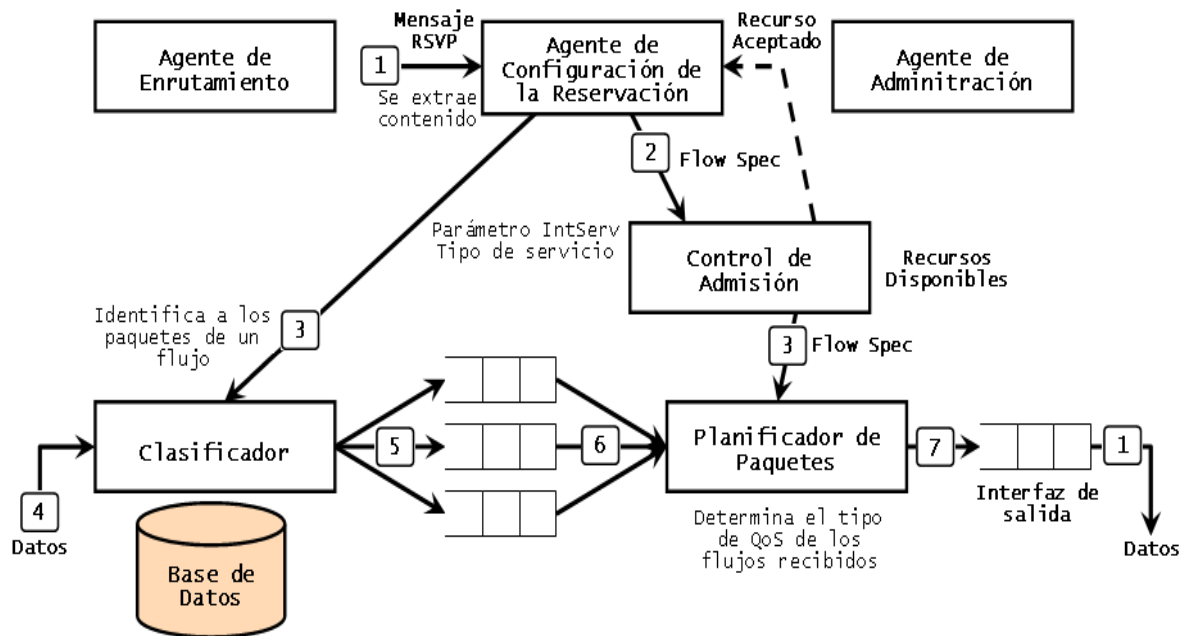 Agente de
Enrutamiento
Mensaje
RSVP
1
Se extrae
contenido
Agente de
Configuración de
la Reservación
Recurso
Aceptado
Agente de
Adminitración
2
Flow Spec
Parámetro IntServ
Tipo de servicio
Control de
Admisión
Recursos
Disponibles
Identifica a los
paquetes de un
flujo
3
3
Flow Spec
Clasificador
5
6
Planificador de
Paquetes
7
1
4
Datos
Interfaz de
salida
Datos
Determina el tipo
de QoS de los
flujos recibidos
Base de
Datos